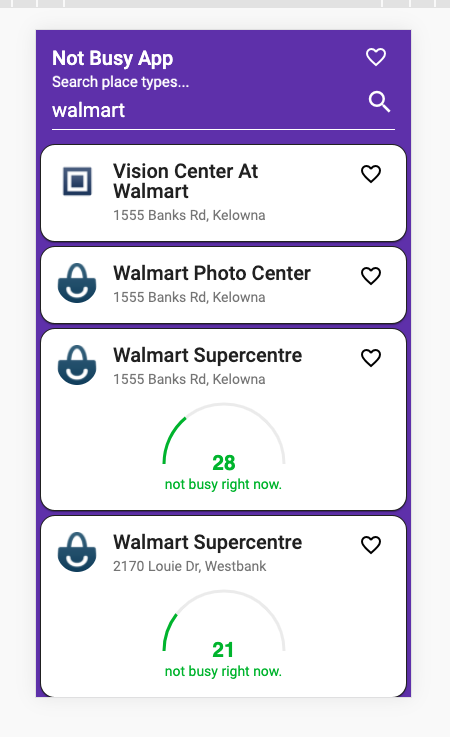 Not Busy App
Search place types...
walmart
Vision Center At
Walmart
1555 Banks Rd, Kelowna
Walmart Photo Center
1555 Banks Rd, Kelowna
Walmart Supercentre
1555 Banks Rd, Kelowna
28
not busy right now.
Walmart Supercentre
2170 Louie Dr, Westbank
21
not busy right now.